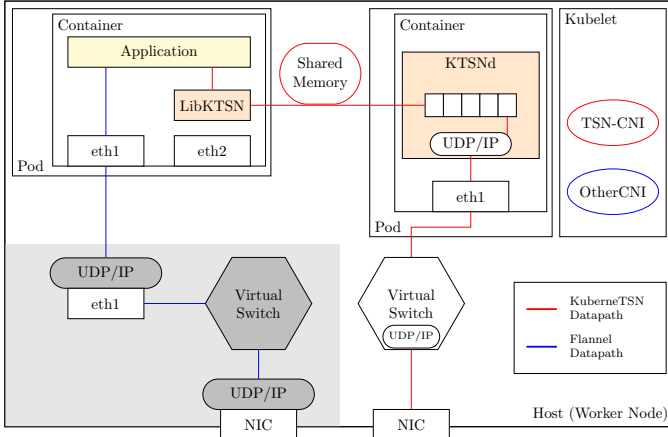 Container
Application
LibKTSN
eth1
eth2
Pod
Shared
Memory
Container
KTSNd
UDP/IP
eth1
Pod
Kubelet
TSN-CNI
OtherCNI
UDP/IP
eth1
Virtual
Switch
UDP/IP
NIC
Virtual
Switch
UDP/IP
NIC
KuberneTSN
Datapath
Flannel
Datapath
Host (Worker Node)